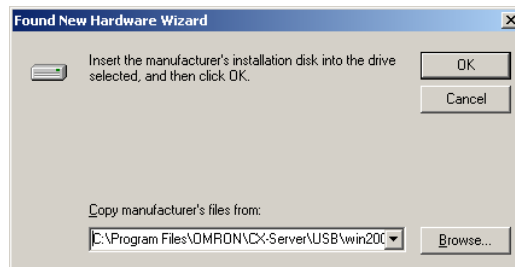 Found New Hardware Wizard
Insert the manufacturer's installation disk into the drive
selected, and then click OK.
OK
Cancel
Copy manufacturer's files from:
C:\Program Files\OMRON\CX-Server\USB\win200
Browse...